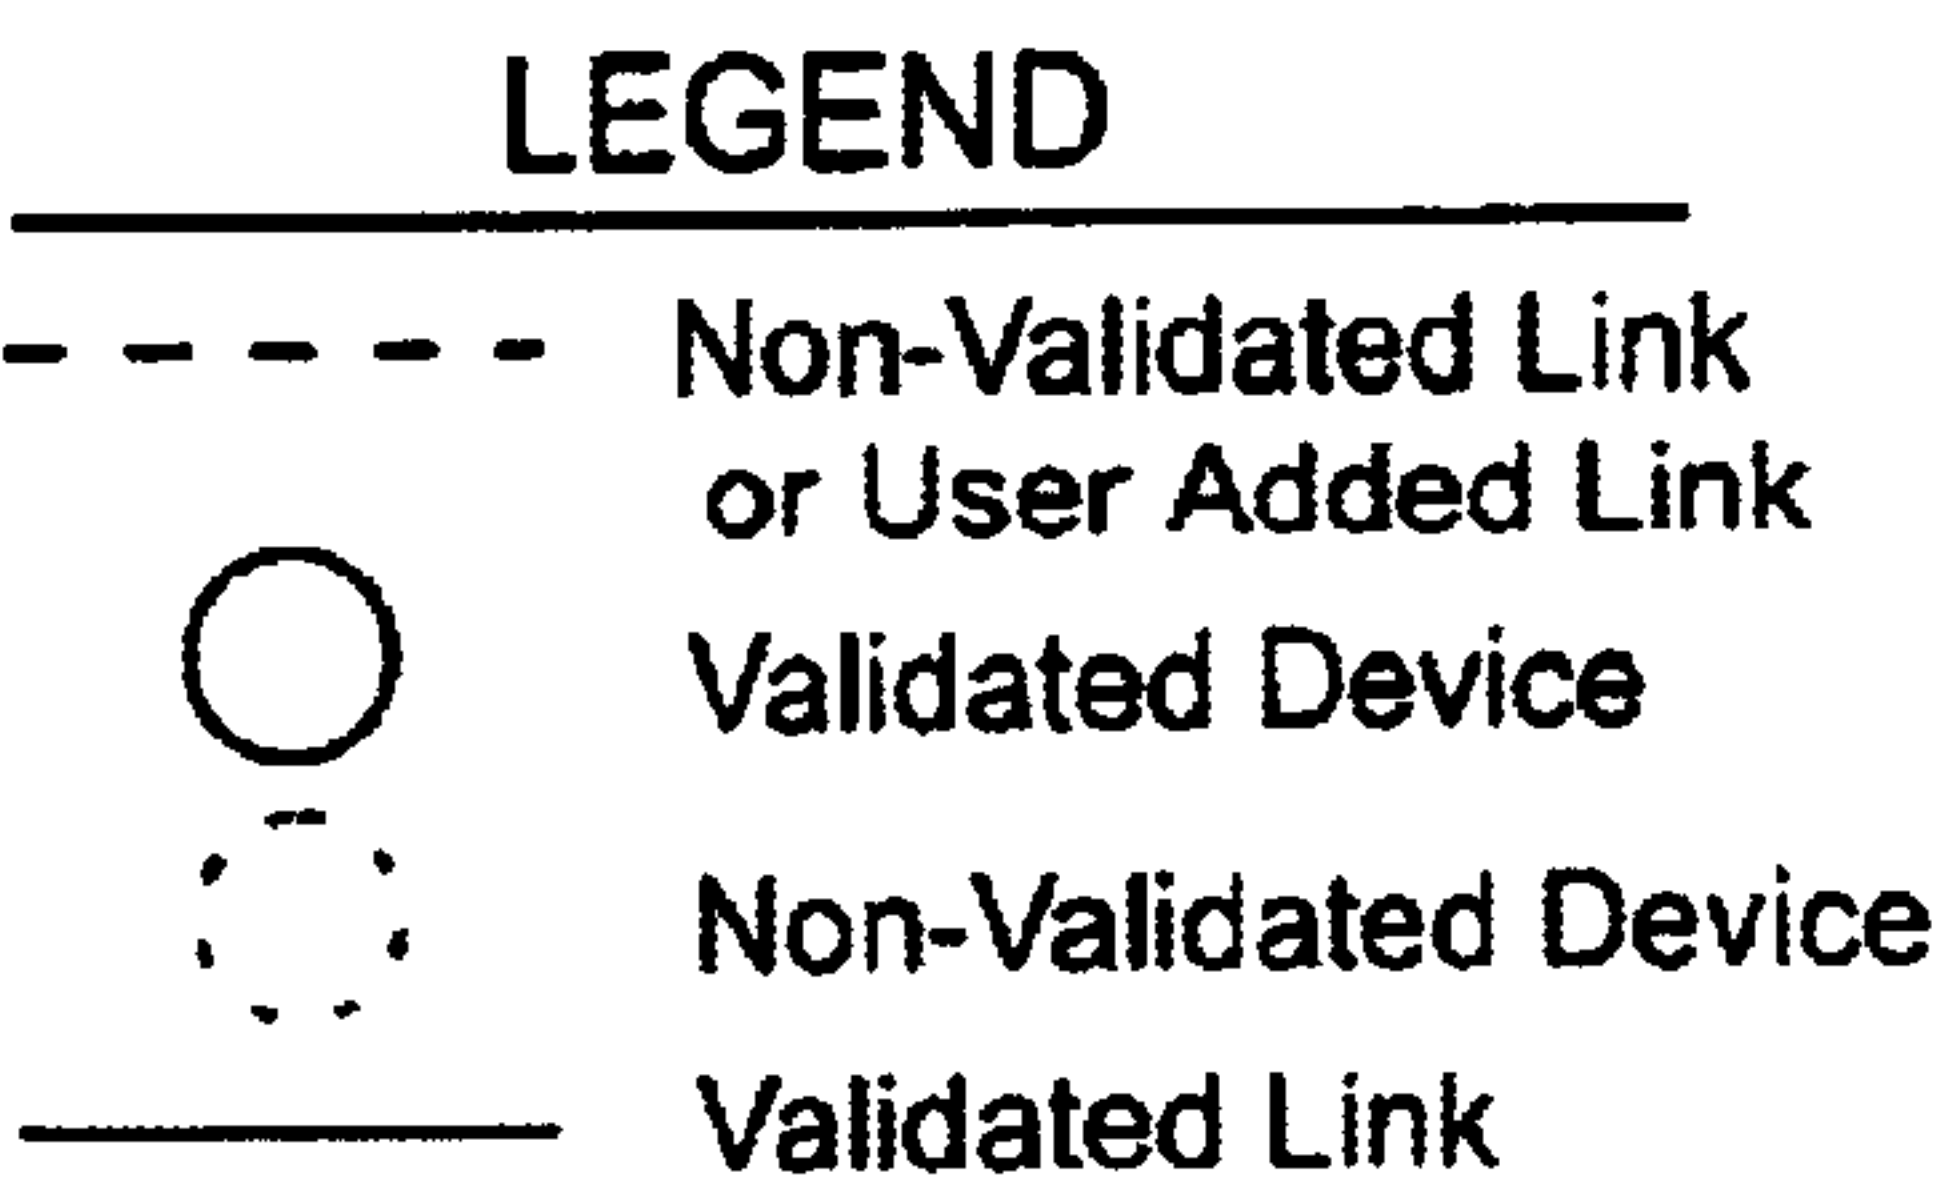 LEGEND
Non-Validated Link
or User Added Link
Validated Device
Non-Validated Device
Validated Link